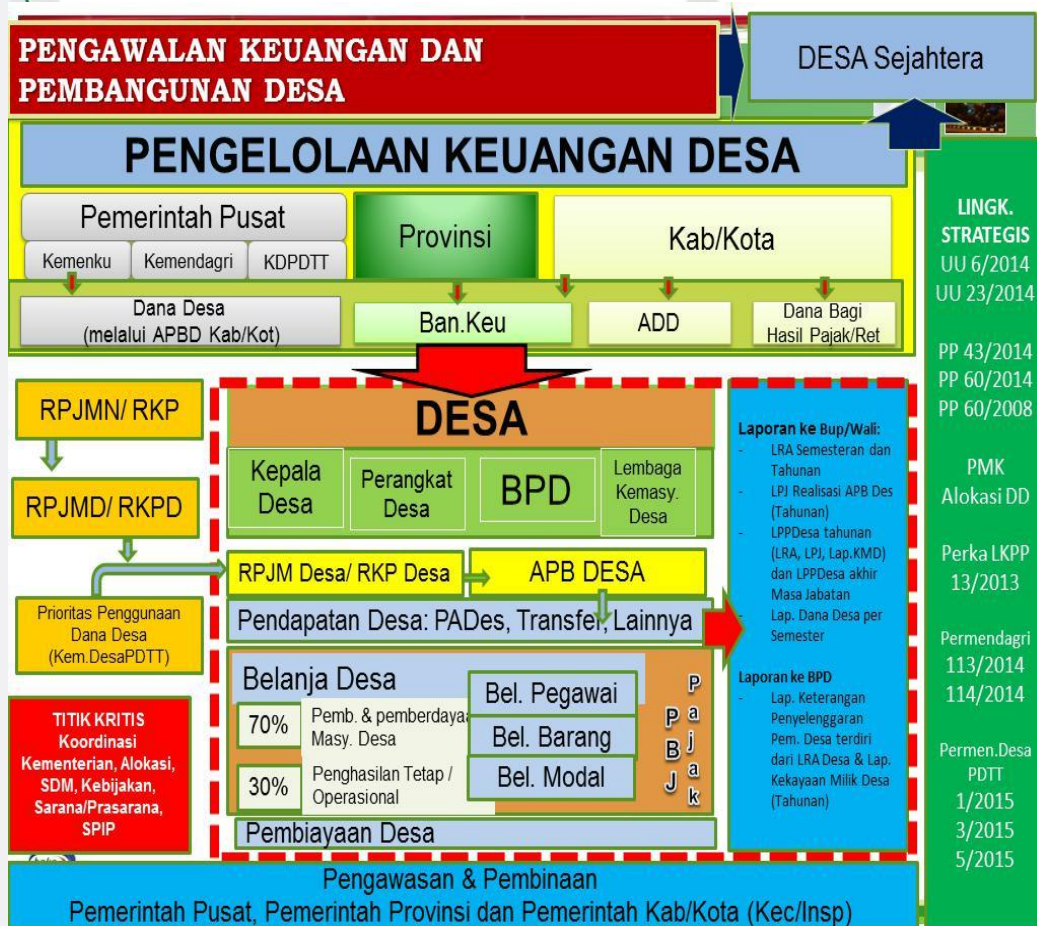 PENGAWALAN KEUANGAN DAN
PEMBANGUNAN DESA
DESA Sejahtera
PENGELOLAAN KEUANGAN DESA
Pemerintah Pusat
Kemenku
Kemendagri
KDPDTT
Provinsi
Kab/Kota
Dana Desa
(melalui APBD Kab/Kot)
Ban.Keu
ADD
Dana Bagi
Hasil Pajak/Ret
LINGK.
STRATEGIS
UU 6/2014
UU 23/2014
PP 43/2014
PP 60/2014
PP 60/2008
PMK
Alokasi DD
Perka LKPP
13/2013
Permendagri
113/2014
114/2014
Permen.Desa
PDTT
1/2015
3/2015
5/2015
RPJMN/ RKP
RPJMD/ RKPD
Prioritas Penggunaan
Dana Desa
(Kem.DesaPDTT)
TITIK KRITIS
Koordinasi
Kementerian, Alokasi,
SDM, Kebijakan,
Sarana/Prasarana,
SPIP
DESA
Kepala
Desa
Perangkat
Desa
BPD
Lembaga
Kemasy.
Desa
RPJM Desa/ RKP Desa
APB DESA
Pendapatan Desa: PADes, Transfer, Lainnya
Belanja Desa
70%
Pemb. & pemberdayaa
Masy. Desa
30%
Penghasilan Tetap /
Operasional
Bel. Pegawai
Bel. Barang
Bel. Modal
PBJ
Pajak
Pembiayaan Desa
Laporan ke Bup/Wali:
- LRA Semesteran dan
Tahunan
- LPJ Realisasi APB Des
(Tahunan)
- LPPDesa tahunan
(LRA, LPJ, Lap.KMD)
dan LPPDesa akhir
Masa Jabatan
- Lap. Dana Desa per
Semester
Laporan ke BPD
- Lap. Keterangan
Penyelenggaran
Pem. Desa terdiri
dari LRA Desa & Lap.
Kekayaan Milik Desa
(Tahunan)
Pengawasan & Pembinaan
Pemerintah Pusat, Pemerintah Provinsi dan Pemerintah Kab/Kota (Kec/Insp)